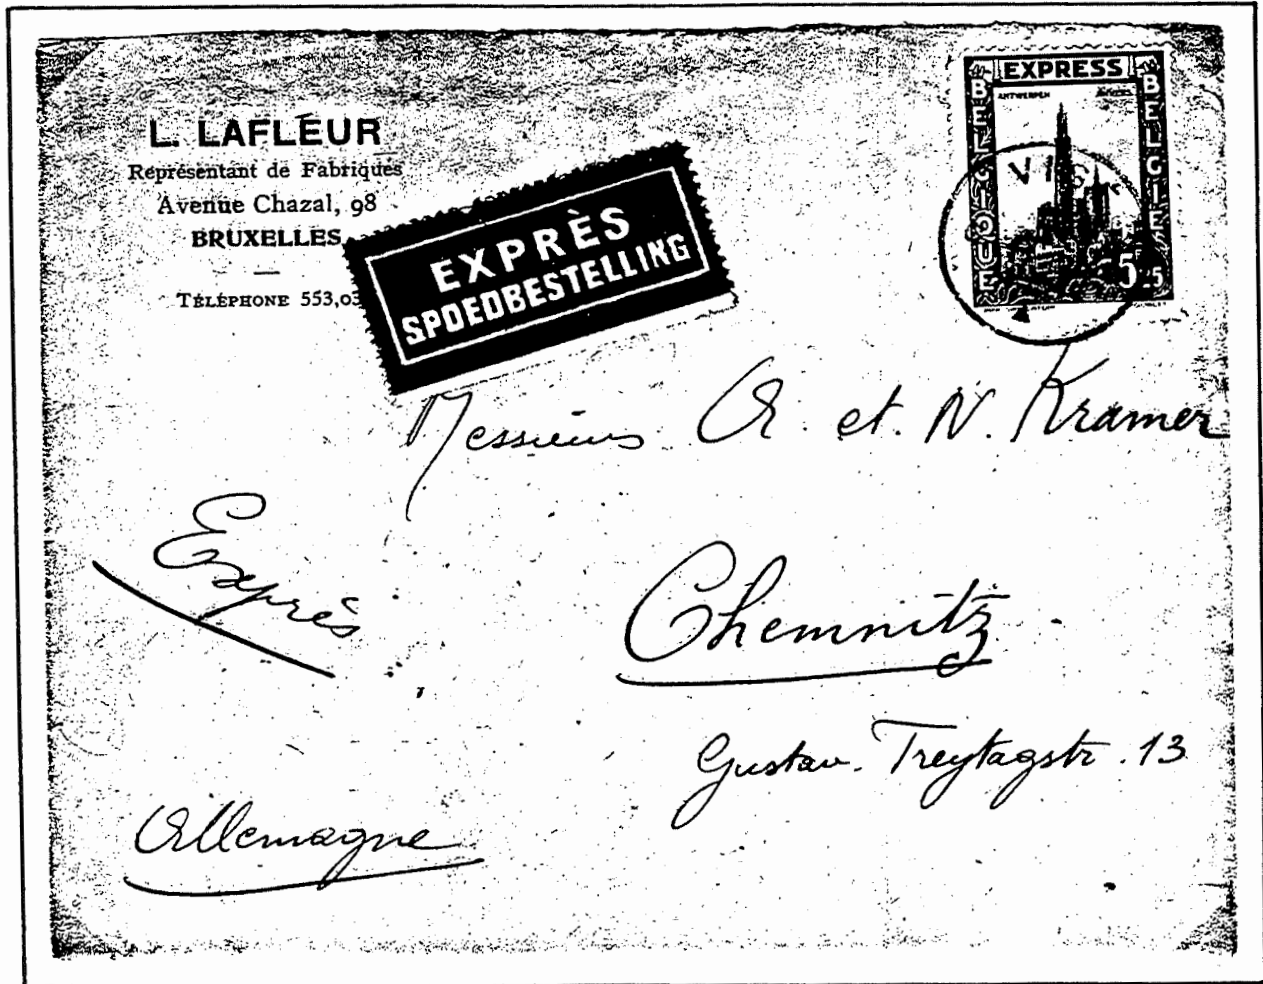 L. LAFLEUR
Représentant de Fabriques
Avenue Chazal, 98
BRUXELLES
TÉLÉPHONE 553,03
EXPRÈS
SPOEDBESTELLING
EXPRESS
ANTWERPEN
BELGIQUE
BELGIË
5
Messieurs A et. N. Kramer
Exprès
Chemnitz
Gustav. Freytagstr. 13
Allemagne